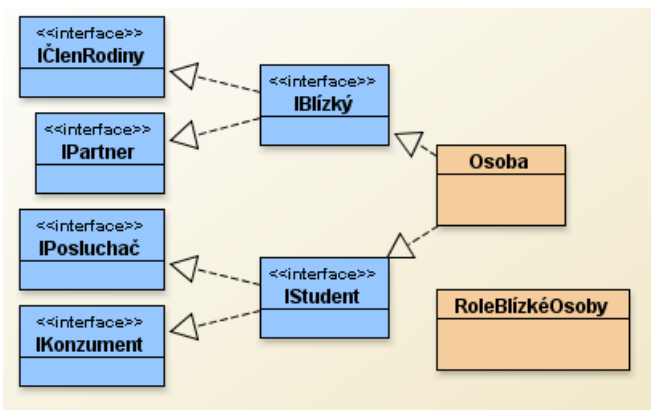 <<interface>>
IČlenRodiny
<<interface>>
IPartner
<<interface>>
IPosluchač
<<interface>>
IKonzument
<<interface>>
IBlízký
<<interface>>
IStudent
Osoba
RoleBlízkéOsoby